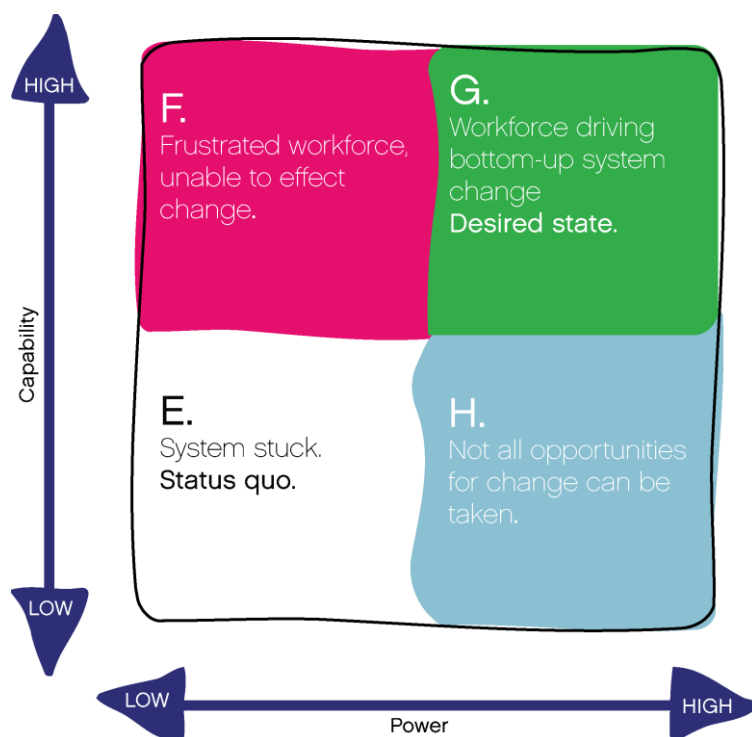 HIGH
F.
Frustrated workforce,
unable to effect
change.
G.
Workforce driving
bottom-up system
change
Desired state.
Capability
E.
System stuck.
Status quo.
H.
Not all opportunities
for change can be
taken.
LOW
LOW
Power
HIGH